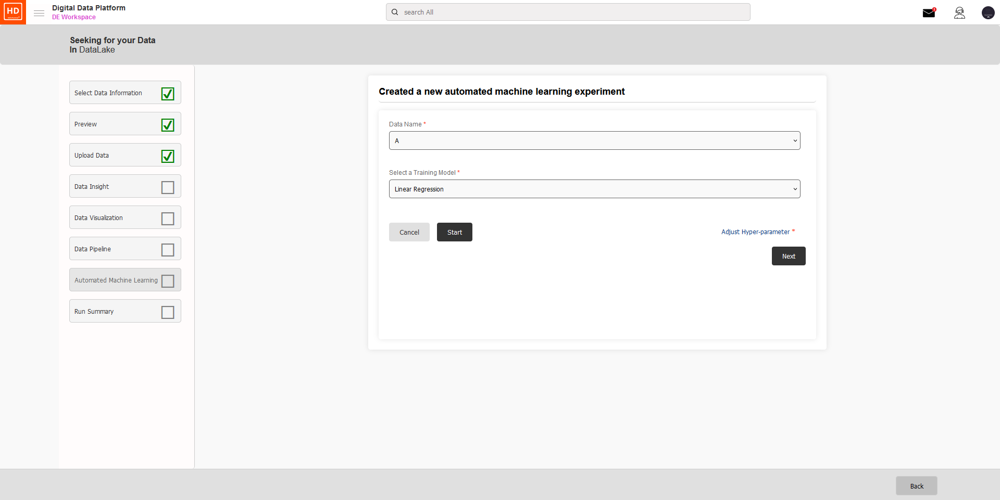 HD
Digital Data Platform
DE Workspace
search All
1
Seeking for your Data
In DataLake
Select Data Information
Preview
Upload Data
Data Insight
Data Visualization
Data Pipeline
Automated Machine Learning
Run Summary
Created a new automated machine learning experiment
Data Name *
A
Select a Training Model *
Linear Regression
Cancel
Start
Adjust Hyper-parameter *
Next
Back